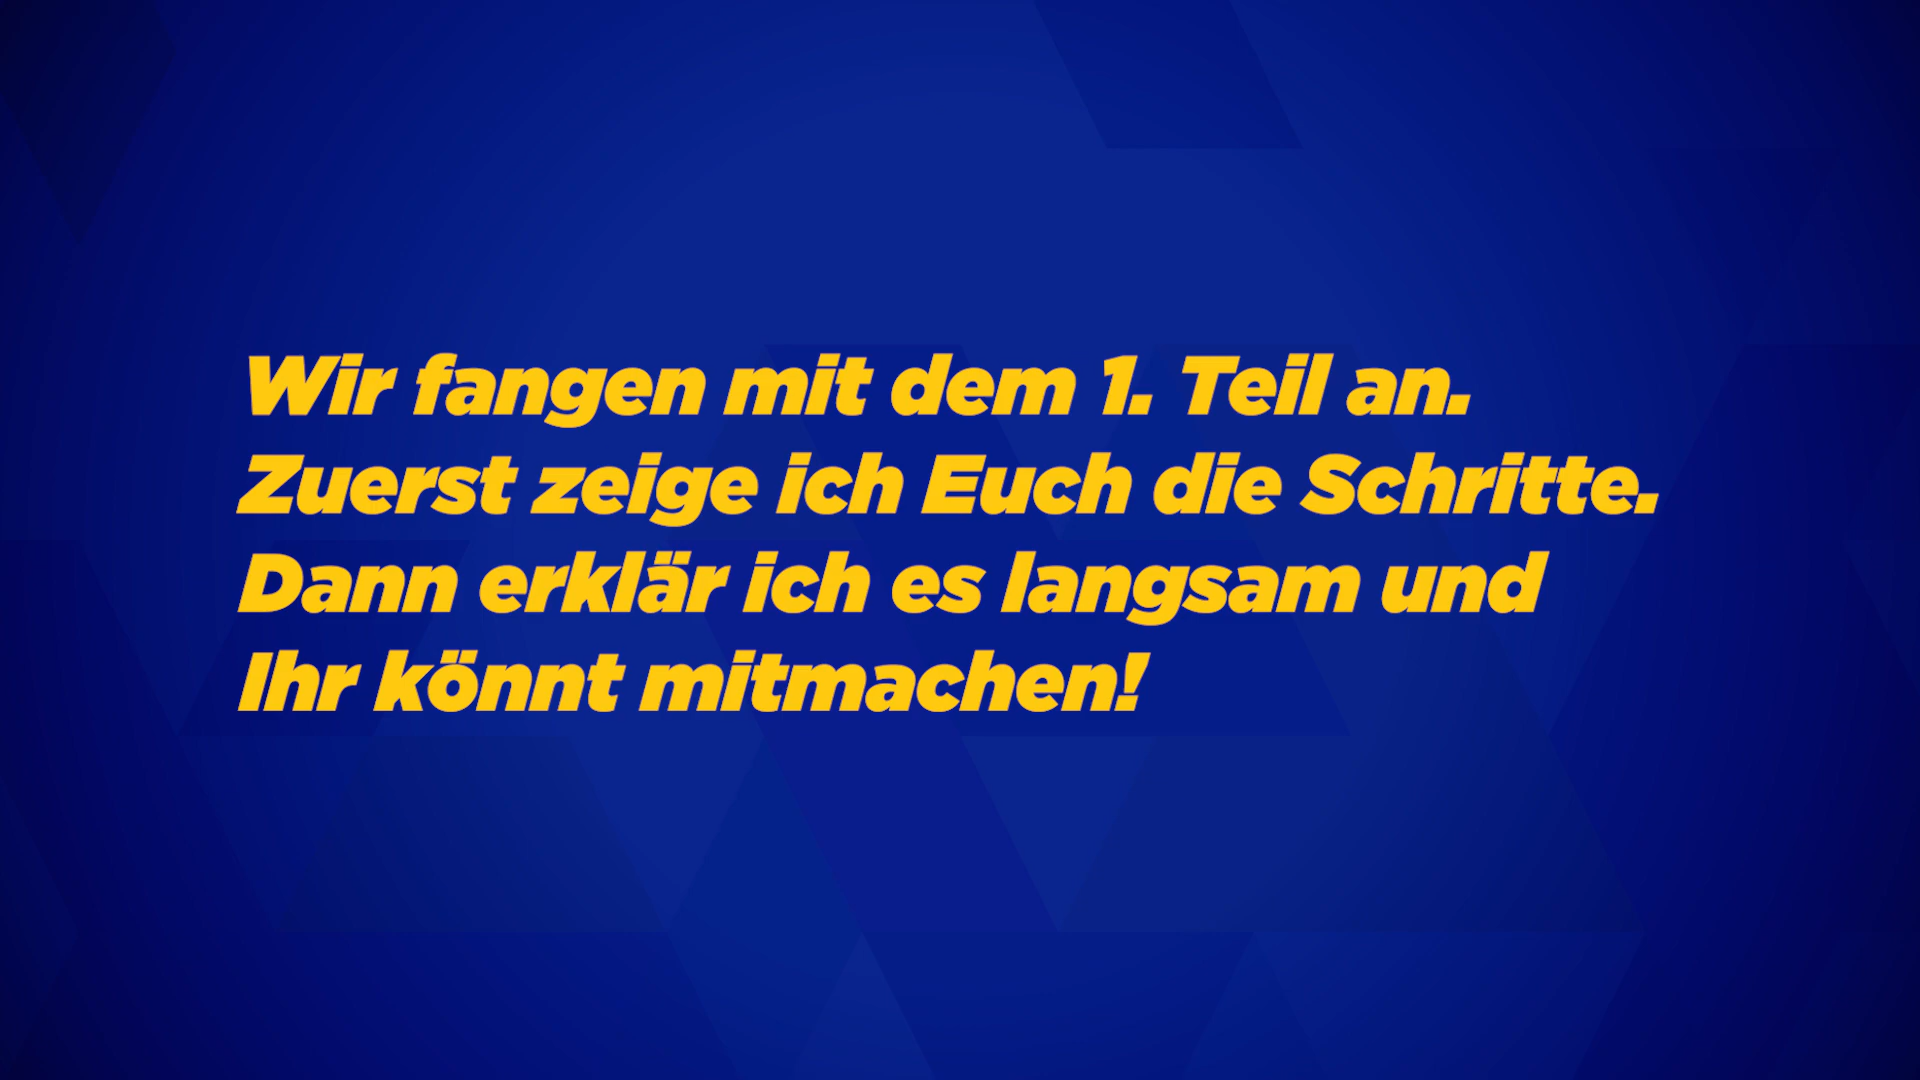 Wir fangen mit dem 1. Teil an.
Zuerst zeige ich Euch die Schritte.
Dann erklär ich es langsam und
Ihr könnt mitmachen!